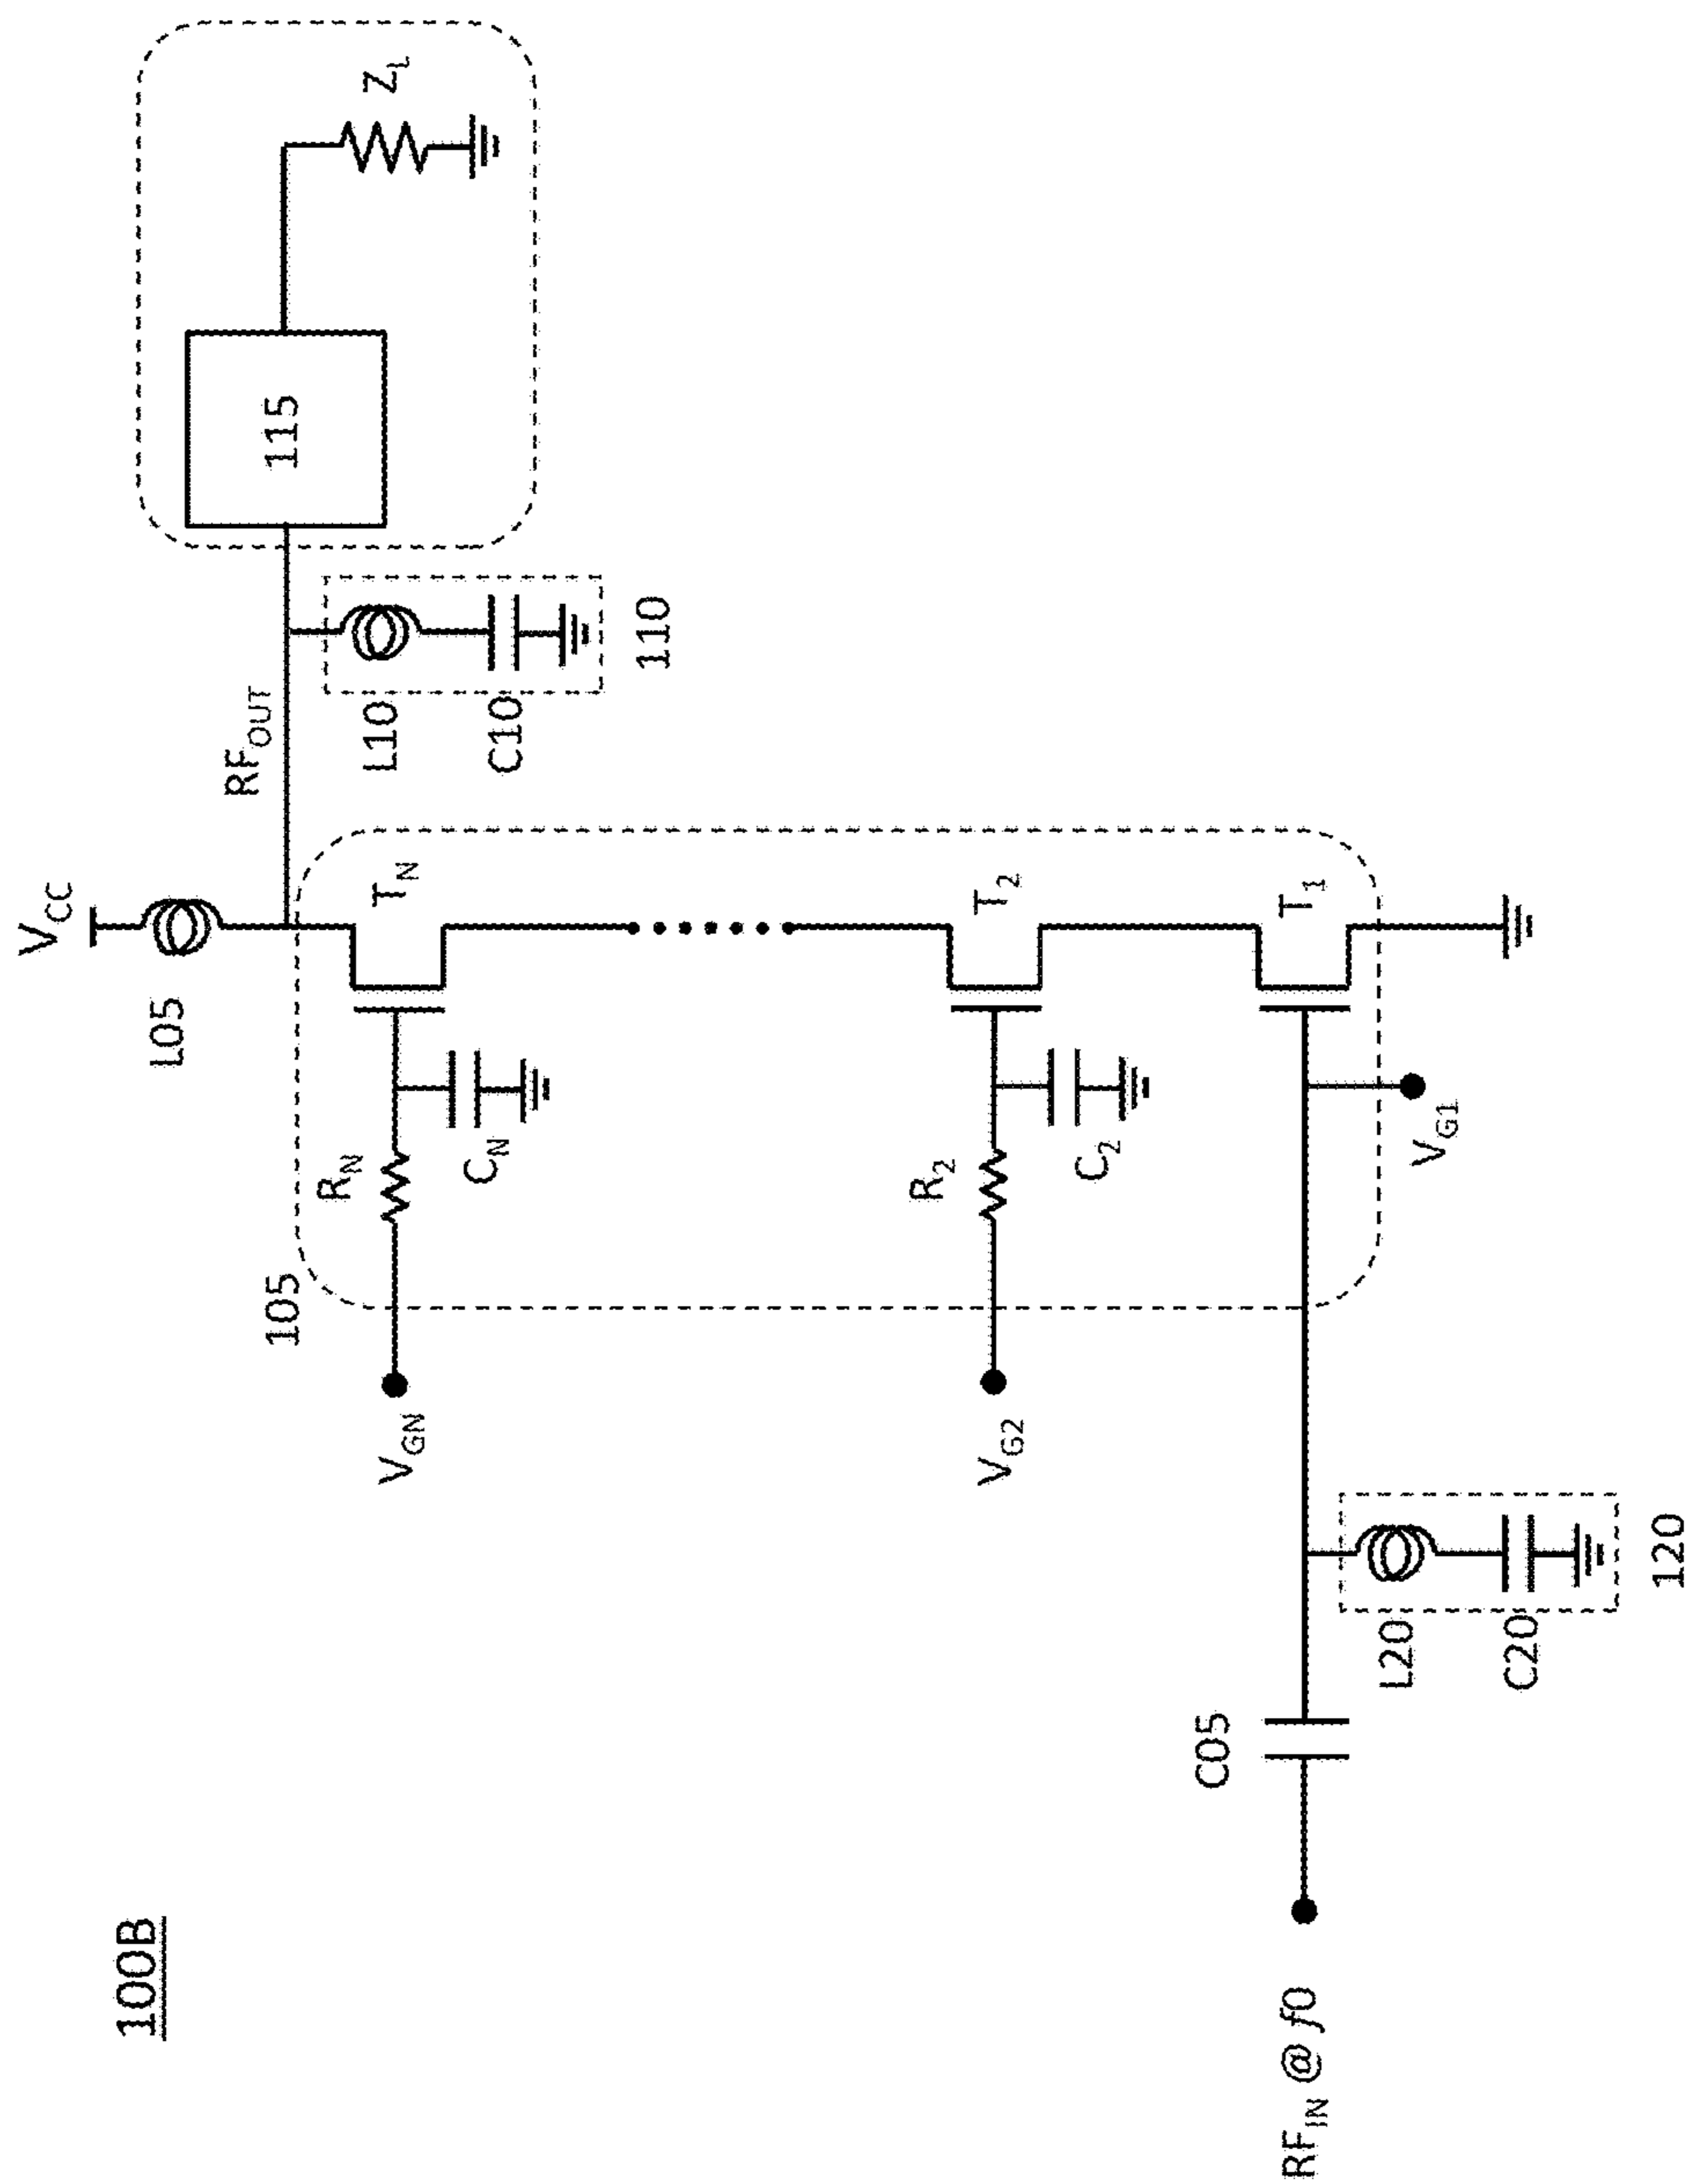 100B
V_CC
L05
RF_OUT
115
Z_L
L10
C10
110
105
T_N
R_N
C_N
V_GN
T_2
R_2
C_2
V_G2
T_1
V_G1
C05
L20
C20
120
RF_IN @ f0